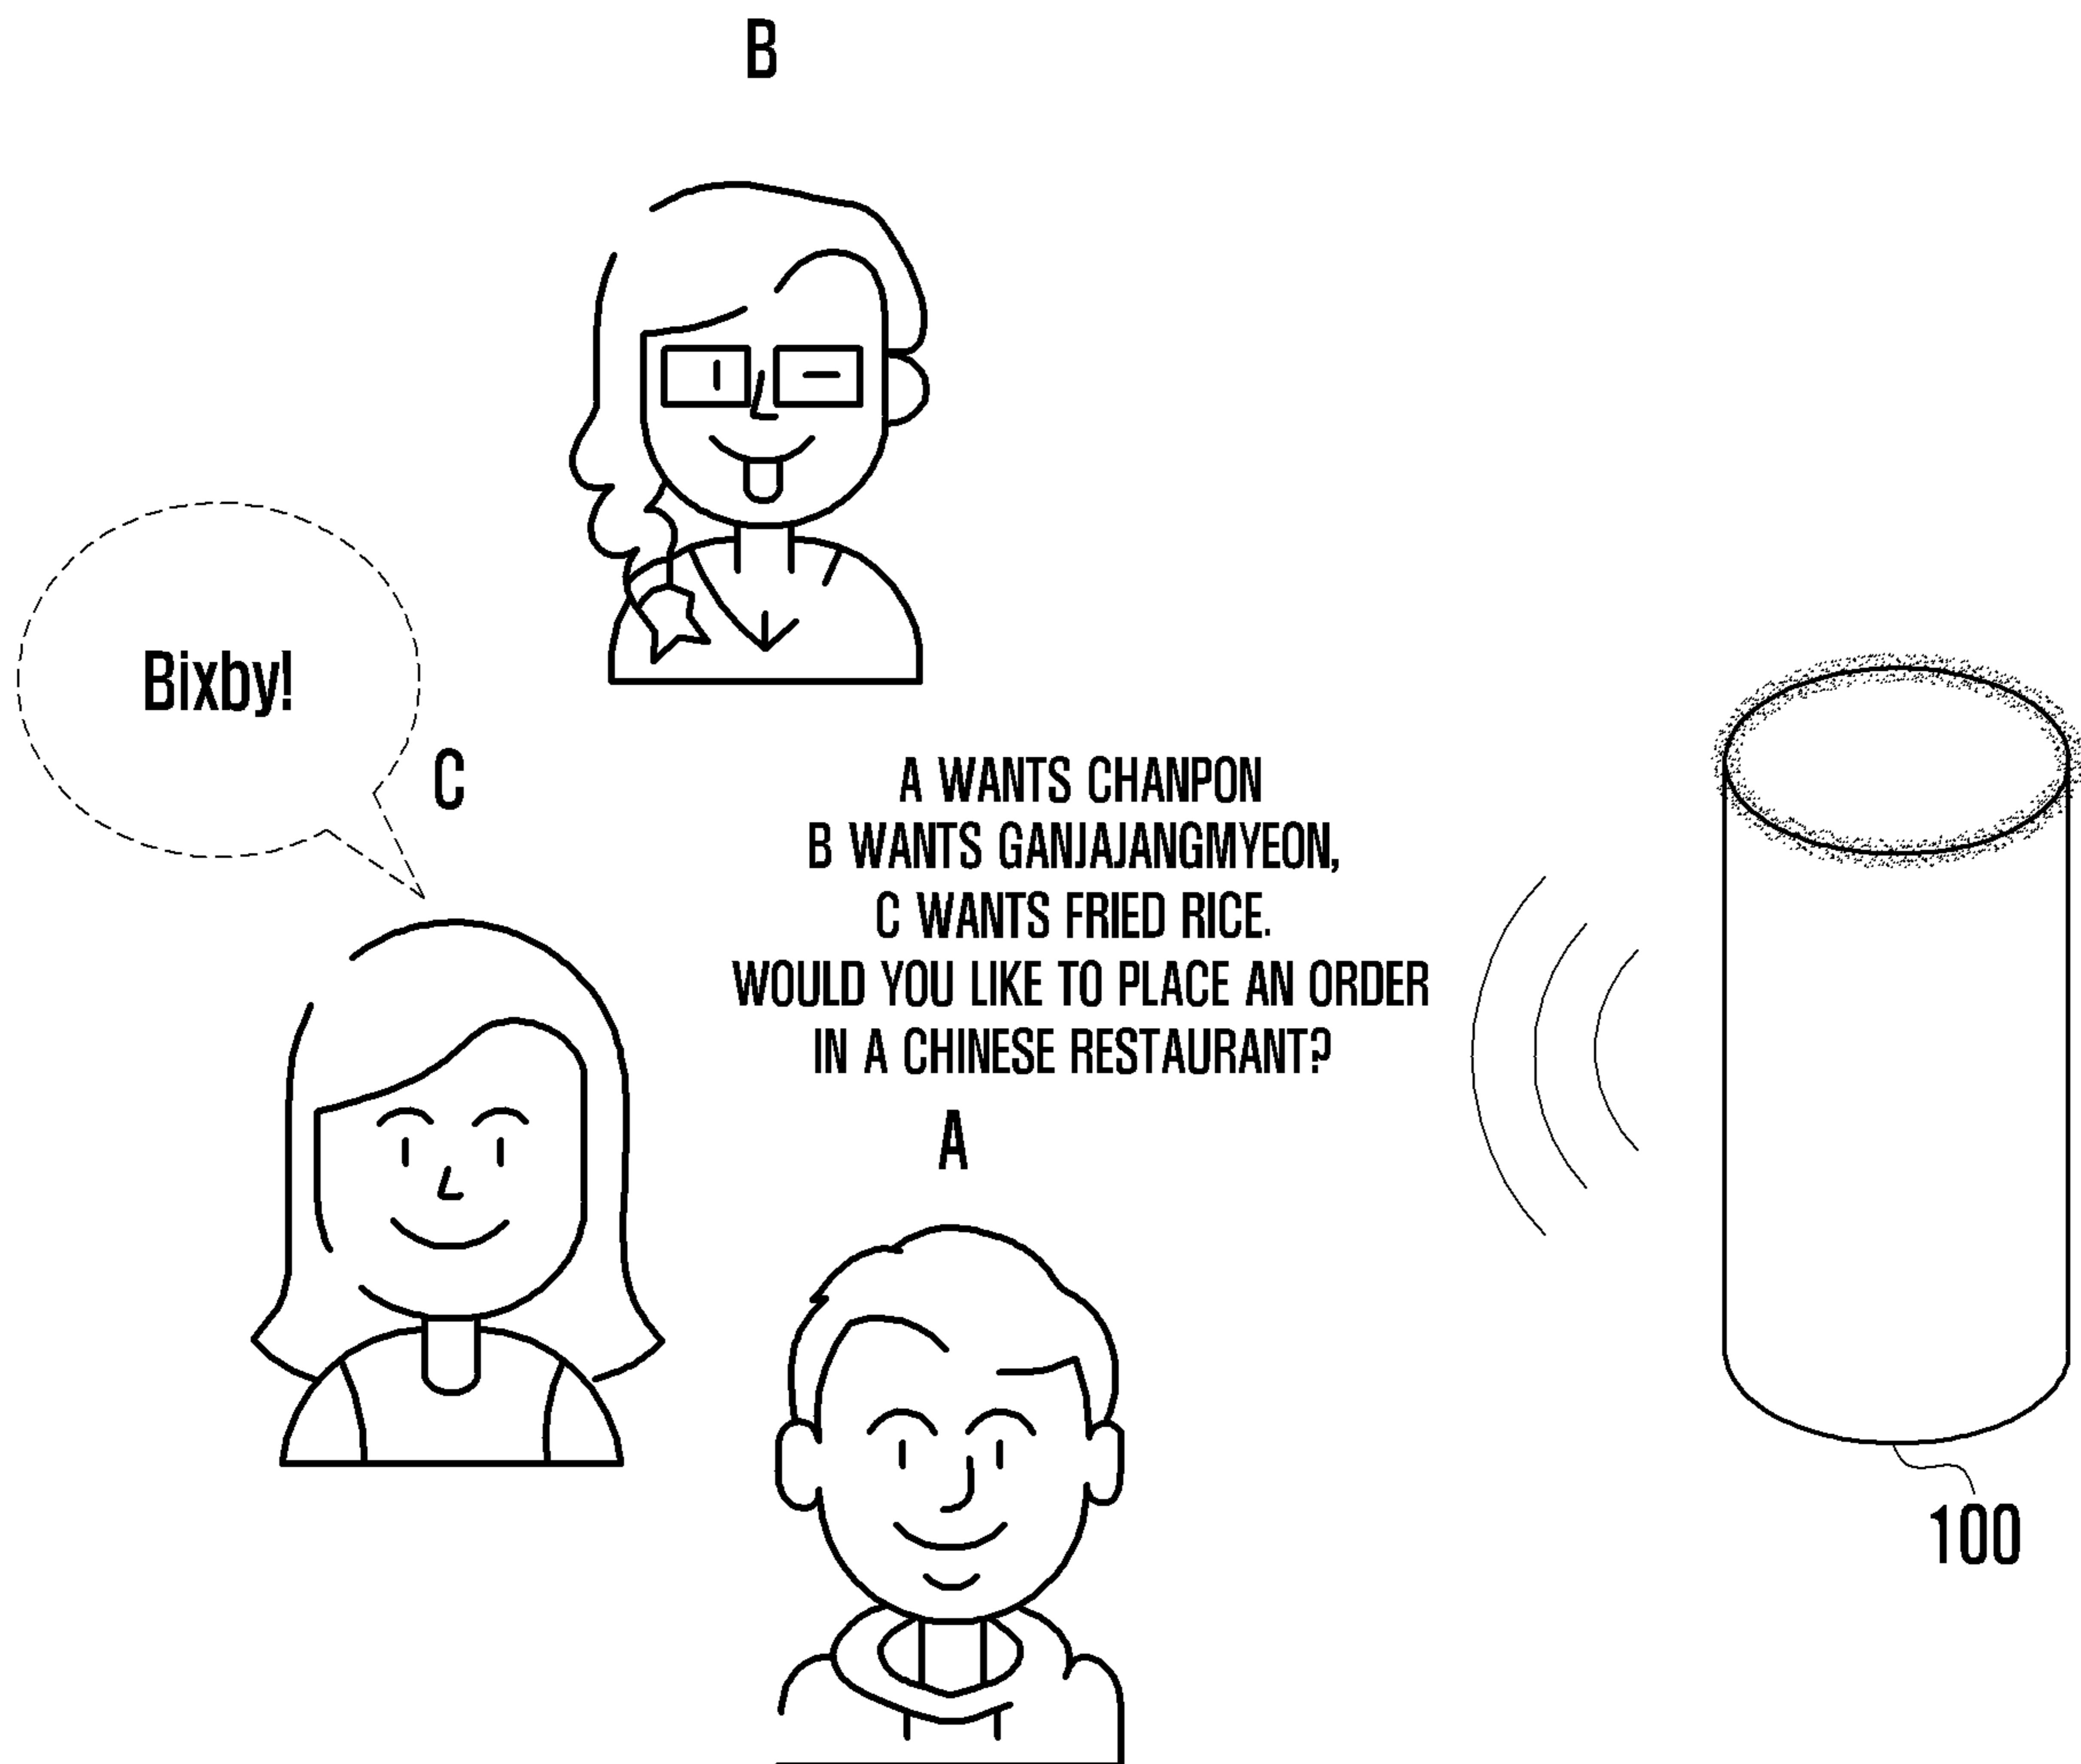 B
Bixby!
C
A WANTS CHANPON
B WANTS GANJAJANGMYEON,
C WANTS FRIED RICE.
WOULD YOU LIKE TO PLACE AN ORDER
IN A CHINESE RESTAURANT?
A
100